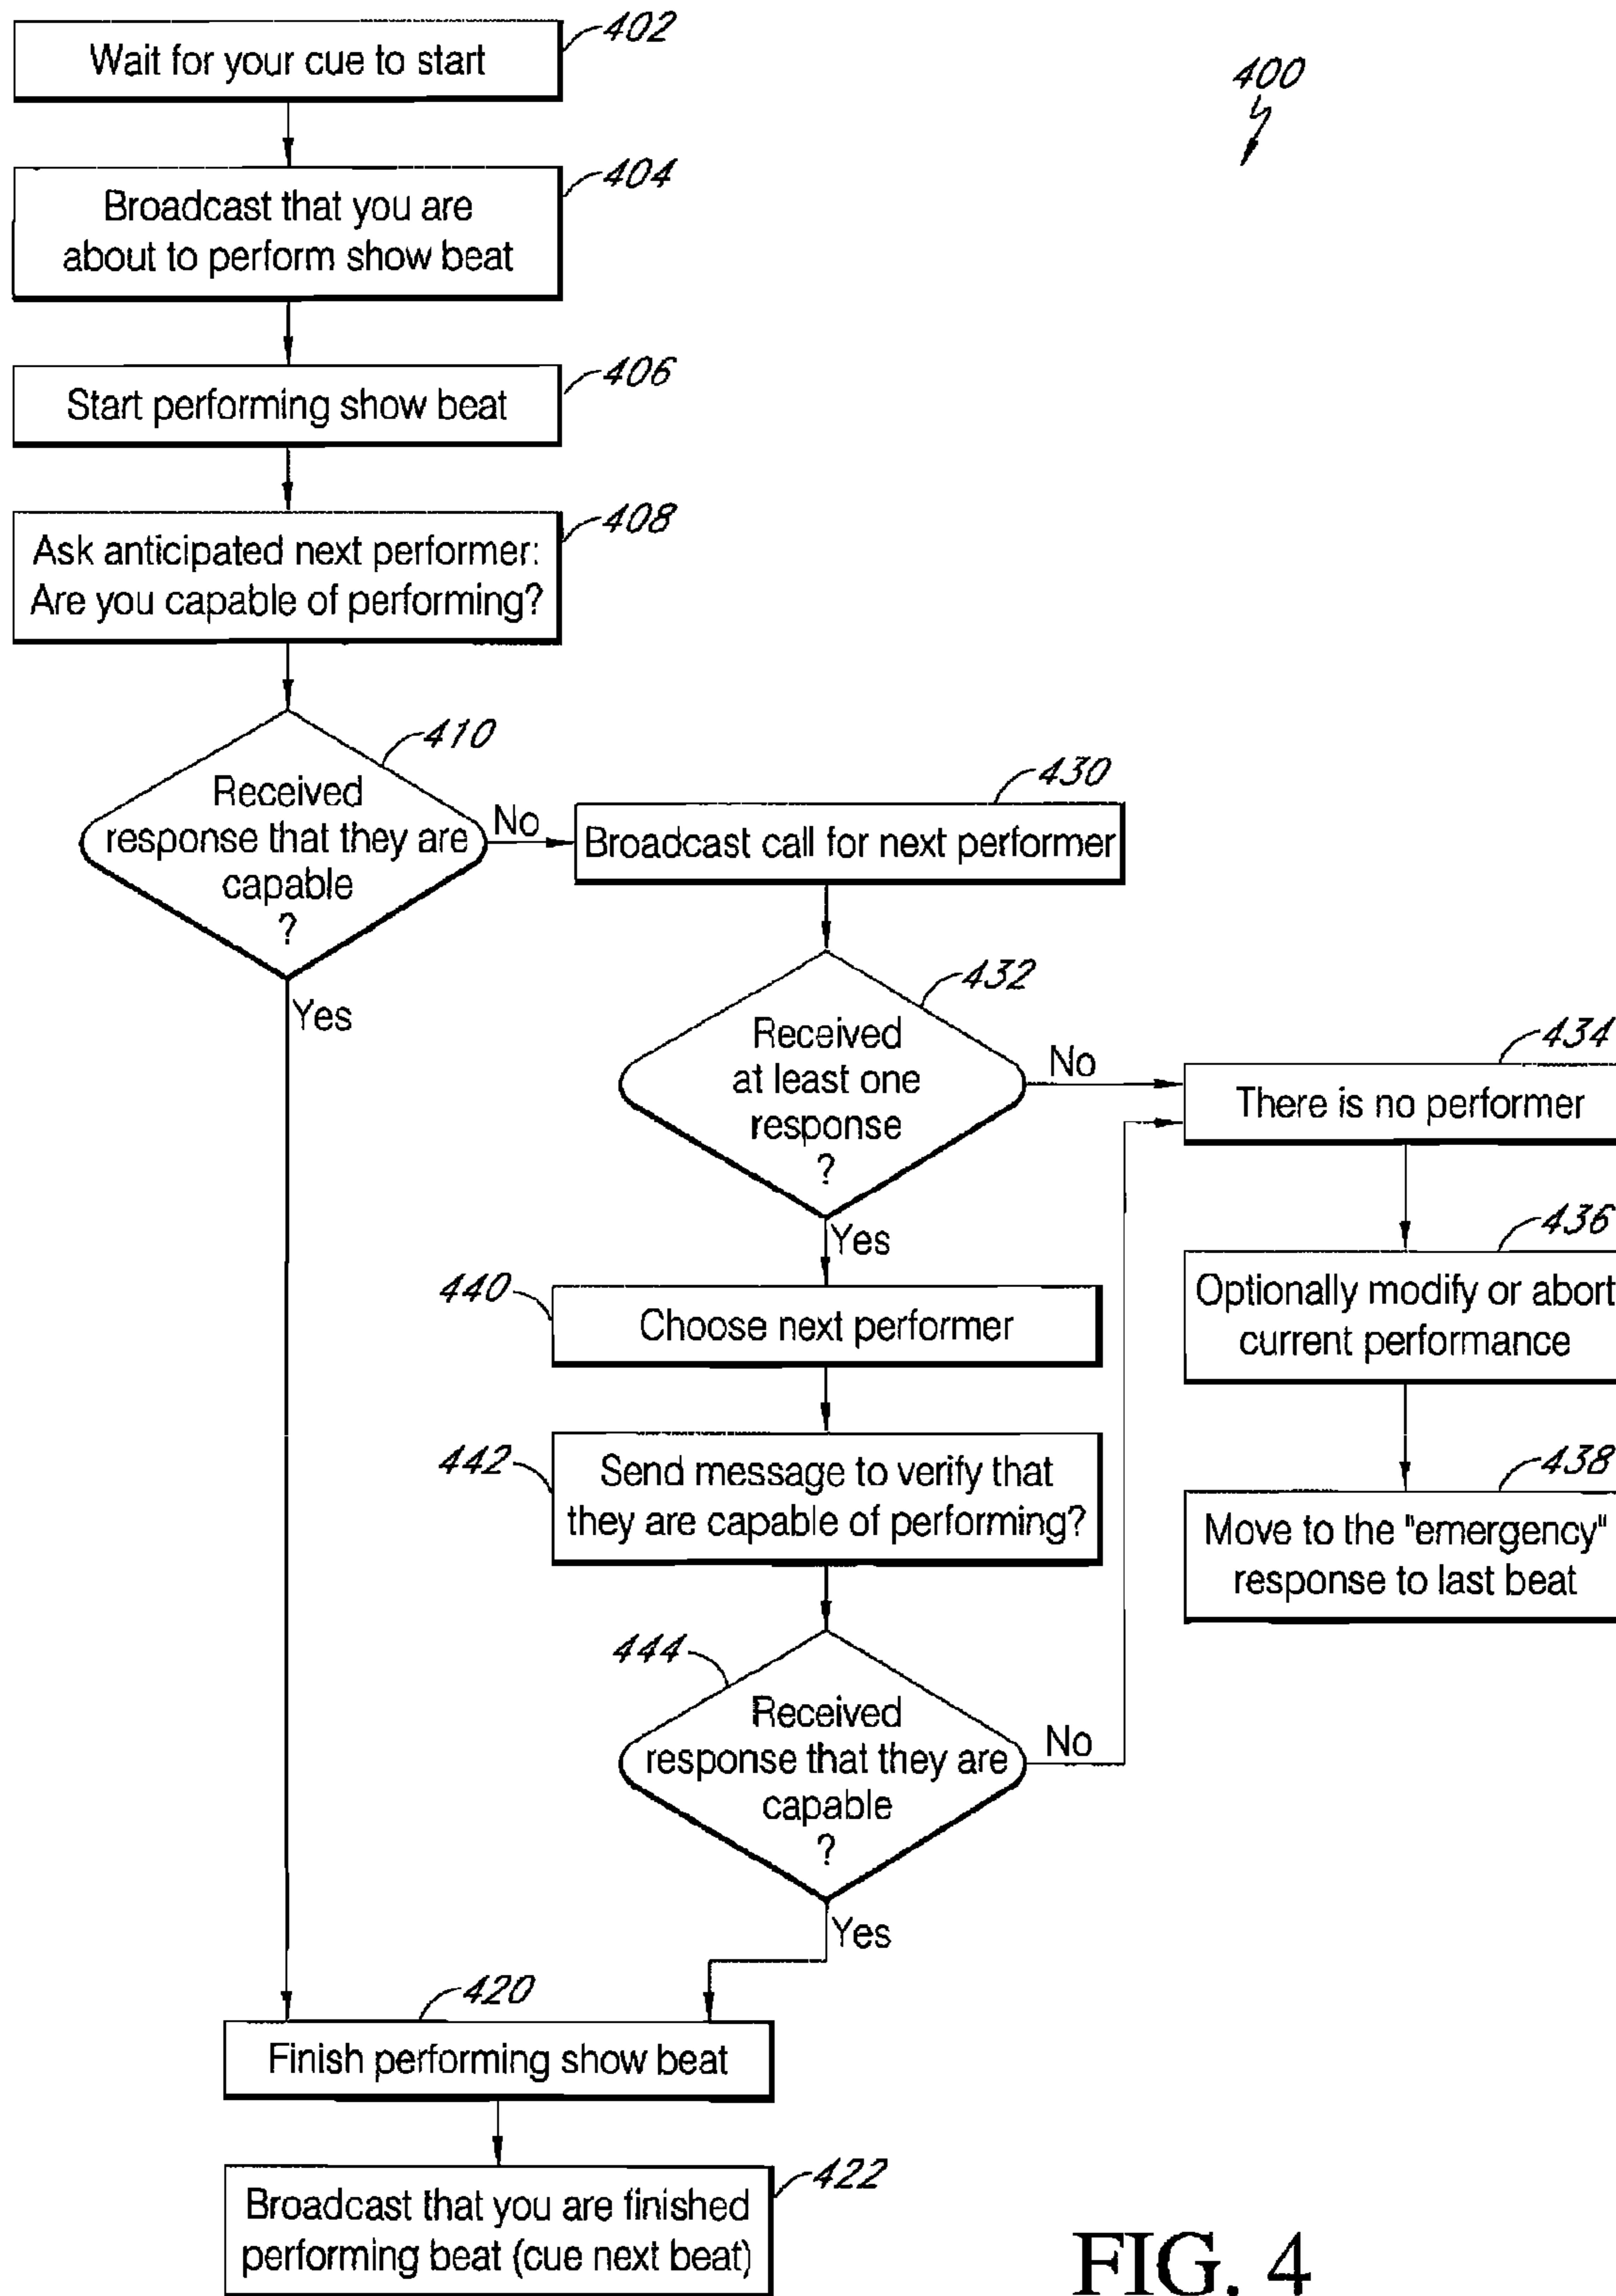 402
Wait for your cue to start
400
404
Broadcast that you are
about to perform show beat
406
Start performing show beat
408
Ask anticipated next performer:
Are you capable of performing?
410
Received
response that they are
capable
?
No
Yes
430
Broadcast call for next performer
432
Received
at least one
response
?
No
Yes
434
There is no performer
436
Optionally modify or abort
current performance
438
Move to the "emergency"
response to last beat
440
Choose next performer
442
Send message to verify that
they are capable of performing?
444
Received
response that they are
capable
?
No
Yes
420
Finish performing show beat
422
Broadcast that you are finished
performing beat (cue next beat)
FIG. 4